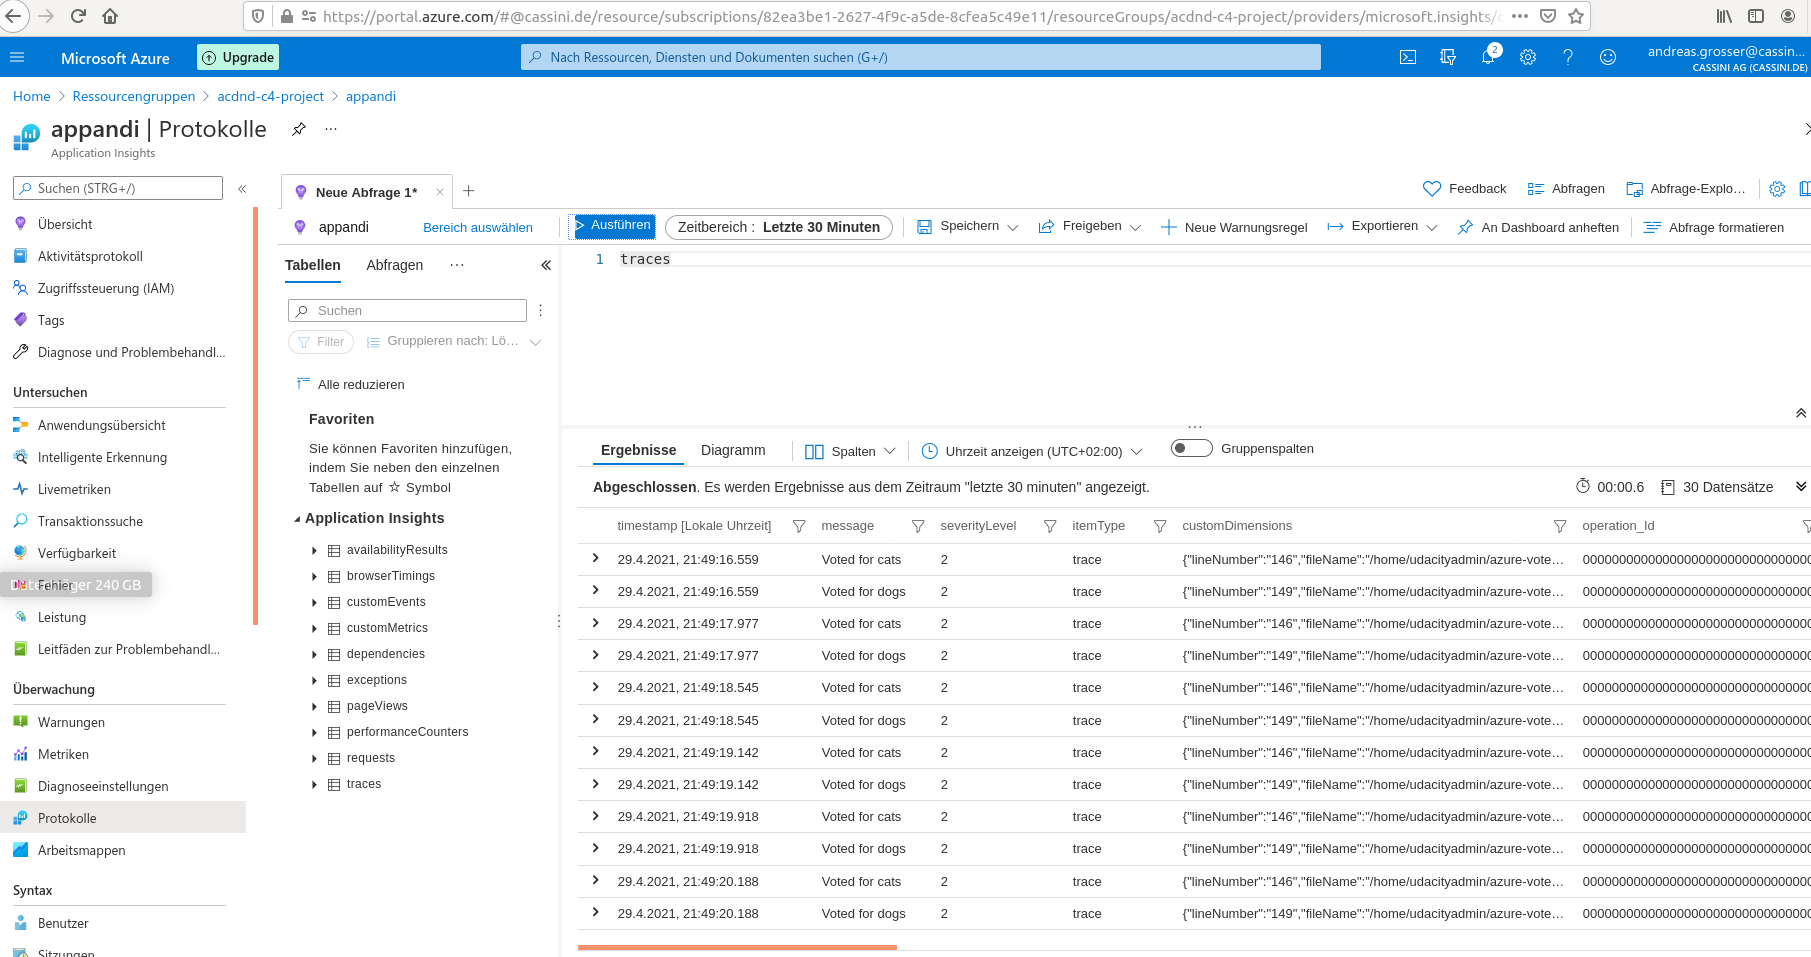 https://portal.azure.com/#@cassini.de/resource/subscriptions/82ea3be1-2627-4f9c-a5de-8cfea5c49e11/resourceGroups/acdnd-c4-project/providers/microsoft.insights/
Microsoft Azure
Upgrade
Nach Ressourcen, Diensten und Dokumenten suchen (G+/)
2
andreas.grosser@cassin...
CASSINI AG (CASSINI.DE)
Home > Ressourcengruppen > acdnd-c4-project > appandi
appandi | Protokolle
Application Insights
Suchen (STRG+/)
Übersicht
Aktivitätsprotokoll
Zugriffssteuerung (IAM)
Tags
Diagnose und Problembehandl...
Untersuchen
Anwendungsübersicht
Intelligente Erkennung
Livemetriken
Transaktionssuche
Verfügbarkeit
Fehler
Datenträger 240 GB
Leistung
Leitfäden zur Problembehandl...
Überwachung
Warnungen
Metriken
Diagnoseeinstellungen
Protokolle
Arbeitsmappen
Syntax
Benutzer
Sitzungen
Neue Abfrage 1*
Feedback
Abfragen
Abfrage-Explo...
appandi
Bereich auswählen
Ausführen
Zeitbereich : Letzte 30 Minuten
Speichern
Freigeben
Neue Warnungsregel
Exportieren
An Dashboard anheften
Abfrage formatieren
Tabellen
Abfragen
Suchen
Filter
Gruppieren nach: Lö...
Alle reduzieren
Favoriten
Sie können Favoriten hinzufügen,
indem Sie neben den einzelnen
Tabellen auf ☆ Symbol
Application Insights
availabilityResults
browserTimings
customEvents
customMetrics
dependencies
exceptions
pageViews
performanceCounters
requests
traces
1 traces
Ergebnisse
Diagramm
Spalten
Uhrzeit anzeigen (UTC+02:00)
Gruppenspalten
Abgeschlossen. Es werden Ergebnisse aus dem Zeitraum "letzte 30 minuten" angezeigt.
00:00.6
30 Datensätze
timestamp [Lokale Uhrzeit] message severityLevel itemType customDimensions operation_Id
29.4.2021, 21:49:16.559 Voted for cats 2 trace {"lineNumber":"146","fileName":"/home/udacityadmin/azure-vote... 00000000000000000000000000000000
29.4.2021, 21:49:16.559 Voted for dogs 2 trace {"lineNumber":"149","fileName":"/home/udacityadmin/azure-vote... 00000000000000000000000000000000
29.4.2021, 21:49:17.977 Voted for cats 2 trace {"lineNumber":"146","fileName":"/home/udacityadmin/azure-vote... 00000000000000000000000000000000
29.4.2021, 21:49:17.977 Voted for dogs 2 trace {"lineNumber":"149","fileName":"/home/udacityadmin/azure-vote... 00000000000000000000000000000000
29.4.2021, 21:49:18.545 Voted for cats 2 trace {"lineNumber":"146","fileName":"/home/udacityadmin/azure-vote... 00000000000000000000000000000000
29.4.2021, 21:49:18.545 Voted for dogs 2 trace {"lineNumber":"149","fileName":"/home/udacityadmin/azure-vote... 00000000000000000000000000000000
29.4.2021, 21:49:19.142 Voted for cats 2 trace {"lineNumber":"146","fileName":"/home/udacityadmin/azure-vote... 00000000000000000000000000000000
29.4.2021, 21:49:19.142 Voted for dogs 2 trace {"lineNumber":"149","fileName":"/home/udacityadmin/azure-vote... 00000000000000000000000000000000
29.4.2021, 21:49:19.918 Voted for cats 2 trace {"lineNumber":"146","fileName":"/home/udacityadmin/azure-vote... 00000000000000000000000000000000
29.4.2021, 21:49:19.918 Voted for dogs 2 trace {"lineNumber":"149","fileName":"/home/udacityadmin/azure-vote... 00000000000000000000000000000000
29.4.2021, 21:49:20.188 Voted for cats 2 trace {"lineNumber":"146","fileName":"/home/udacityadmin/azure-vote... 00000000000000000000000000000000
29.4.2021, 21:49:20.188 Voted for dogs 2 trace {"lineNumber":"149","fileName":"/home/udacityadmin/azure-vote... 00000000000000000000000000000000